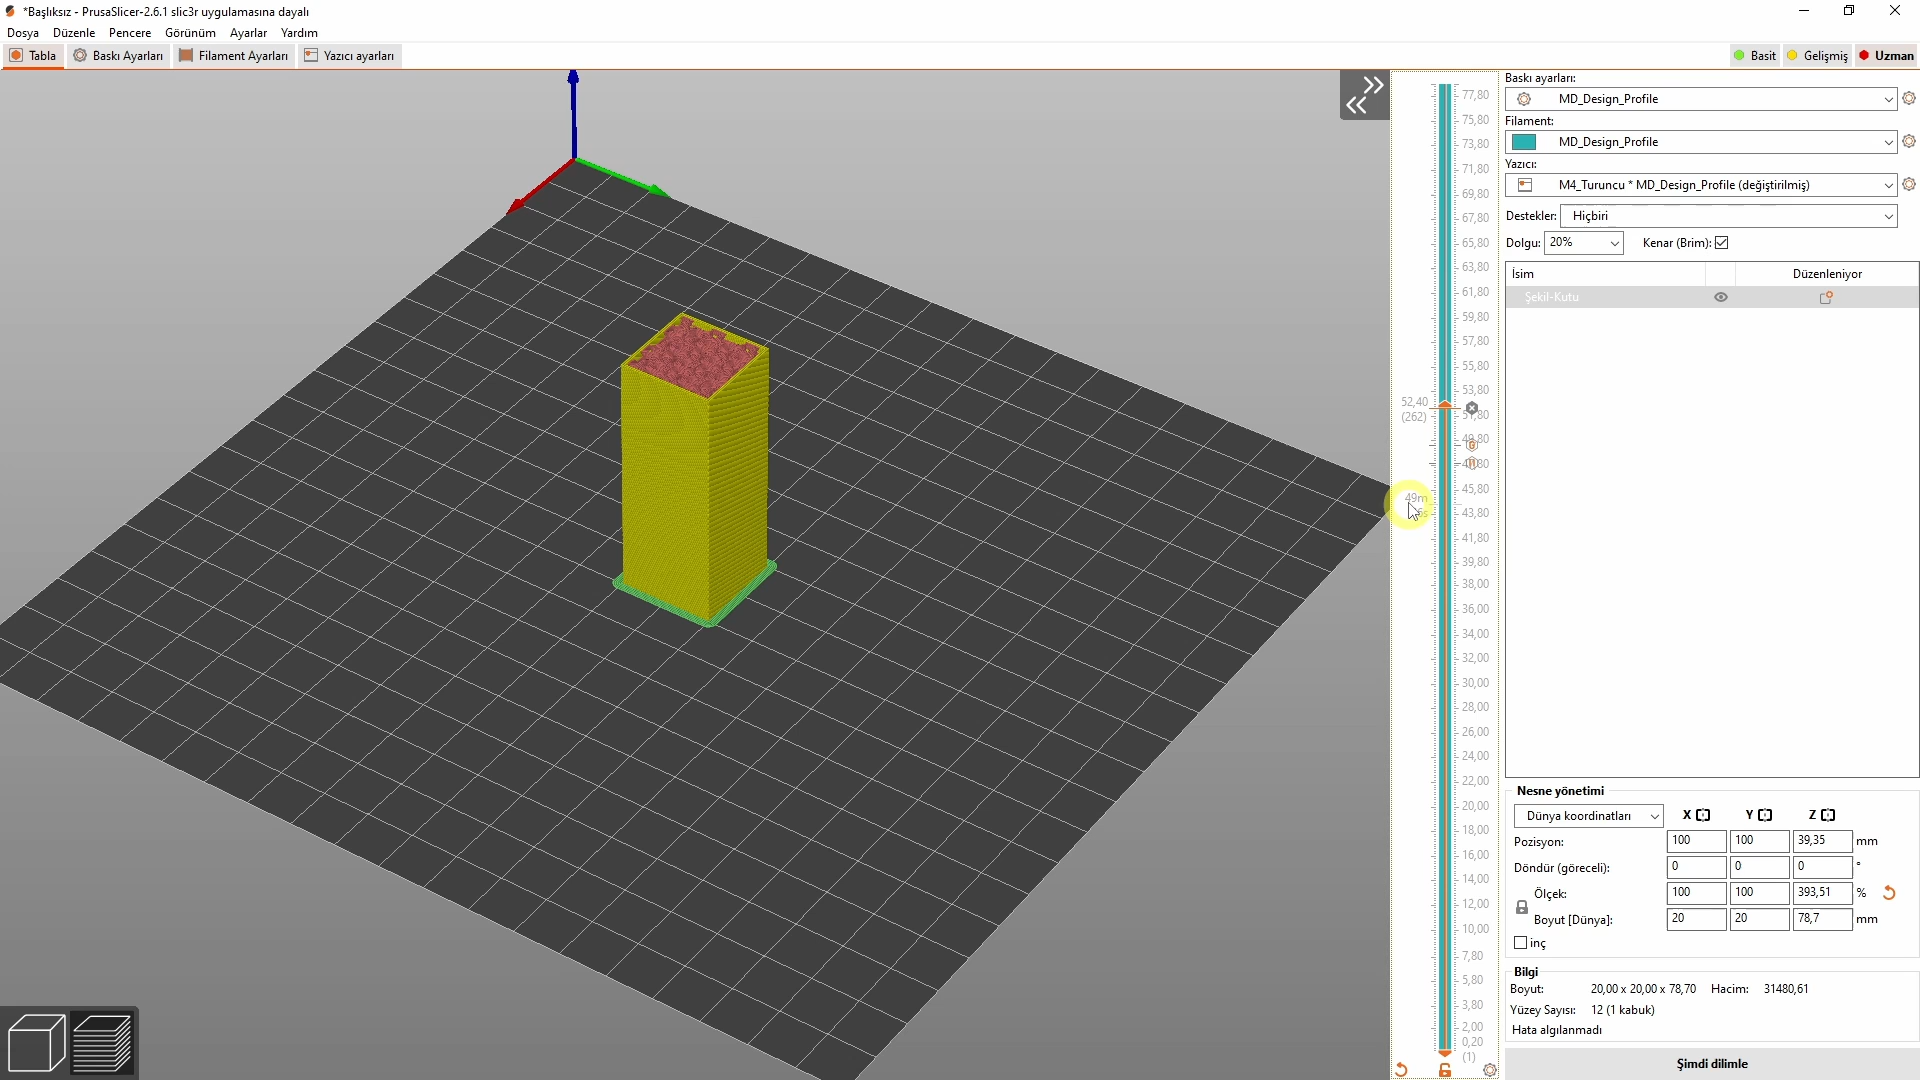 *Başlıksız - PrusaSlicer-2.6.1 slic3r uygulamasına dayalı
Dosya Düzenle Pencere Görünüm Ayarlar Yardım
Tabla Baskı Ayarları Filament Ayarları Yazıcı ayarları
Basit Gelişmiş Uzman
Baskı ayarları:
MD_Design_Profile
Filament:
MD_Design_Profile
Yazıcı:
M4_Turuncu * MD_Design_Profile (değiştirilmiş)
Destekler: Hiçbiri
Dolgu: 20% Kenar (Brim):
İsim Düzenleniyor
Şekil-Kutu
77,80
75,80
73,80
71,80
69,80
67,80
65,80
63,80
61,80
59,80
57,80
55,80
53,80
52,40
(262)
51,80
49,80
45,80
49m
43,80
41,80
39,80
38,00
36,00
34,00
32,00
30,00
28,00
26,00
24,00
22,00
20,00
18,00
16,00
14,00
12,00
10,00
7,80
5,80
3,80
2,00
0,20
(1)
Nesne yönetimi
Dünya koordinatları X Y Z
Pozisyon: 100 100 39,35 mm
Döndür (göreceli): 0 0 0 °
Ölçek: 100 100 393,51 %
Boyut [Dünya]: 20 20 78,7 mm
inç
Bilgi
Boyut: 20,00 x 20,00 x 78,70 Hacim: 31480,61
Yüzey Sayısı: 12 (1 kabuk)
Hata algılanmadı
Şimdi dilimle